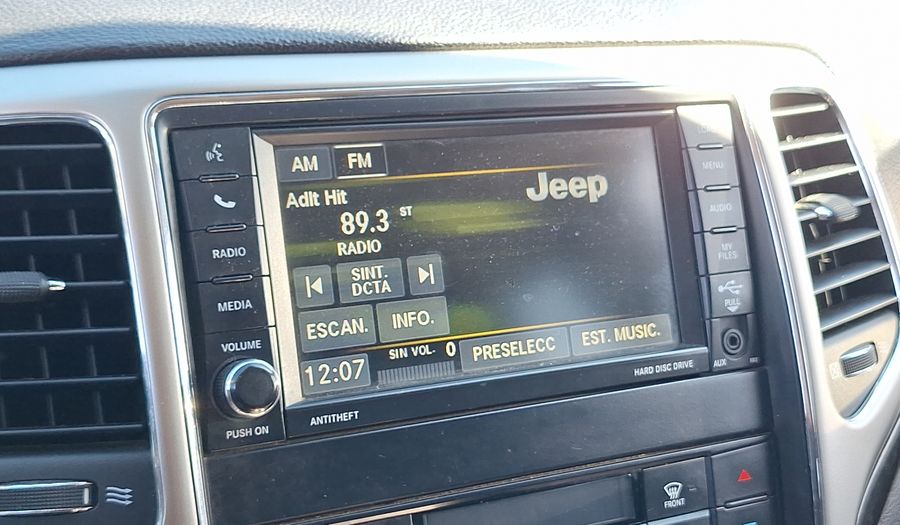 AM
FM
Jeep
Adlt Hit
89.3 ST
RADIO
SINT.
DCTA
ESCAN.
INFO.
12:07
SIN VOL. 0
PRESELECC
EST. MUSIC.
RADIO
MEDIA
VOLUME
PUSH ON
ANTITHEFT
HARD DISC DRIVE
MENU
AUDIO
MY
FILES
PULL
AUX
FRONT